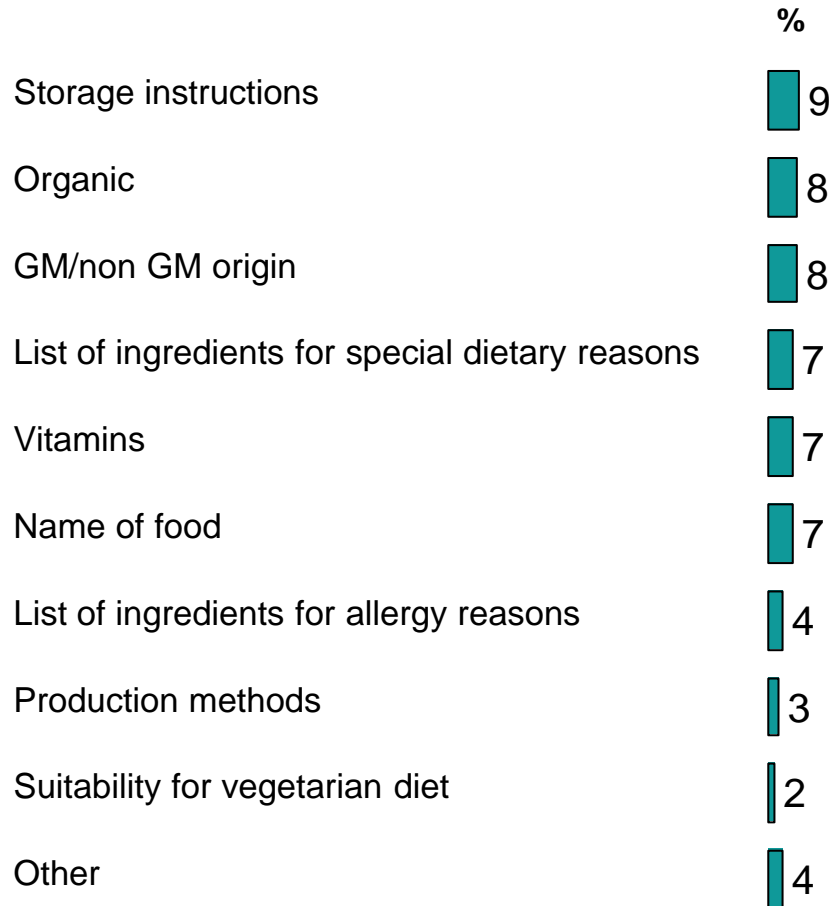 %
Storage instructions 9
Organic 8
GM/non GM origin 8
List of ingredients for special dietary reasons 7
Vitamins 7
Name of food 7
List of ingredients for allergy reasons 4
Production methods 3
Suitability for vegetarian diet 2
Other 4